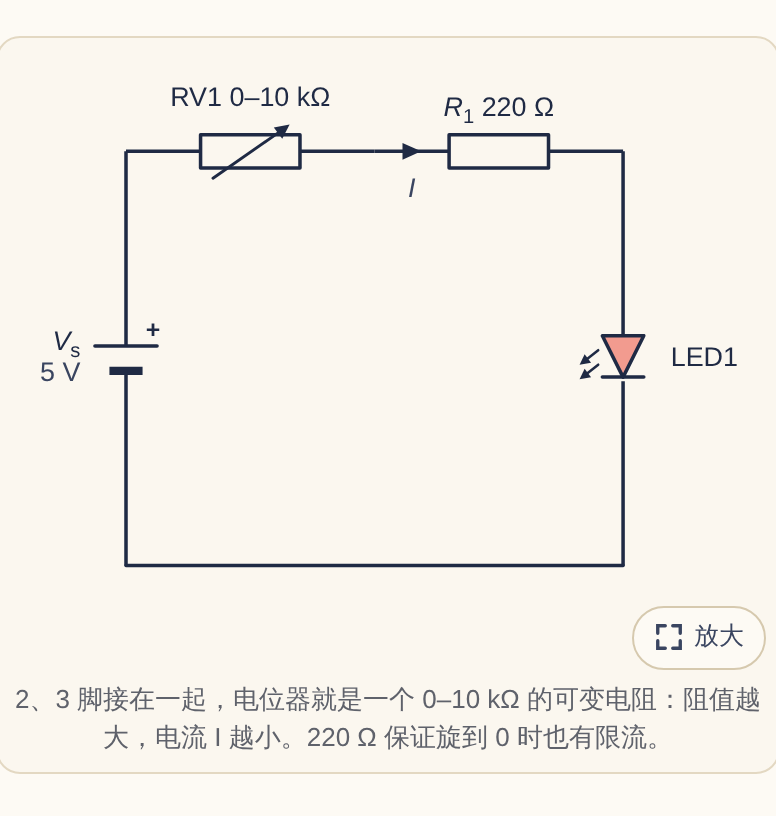 RV1 0–10 kΩ
R1 220 Ω
I
+
Vs
5 V
LED1
放大
2、3 脚接在一起，电位器就是一个 0–10 kΩ 的可变电阻：阻值越
大，电流 I 越小。220 Ω 保证旋到 0 时也有限流。